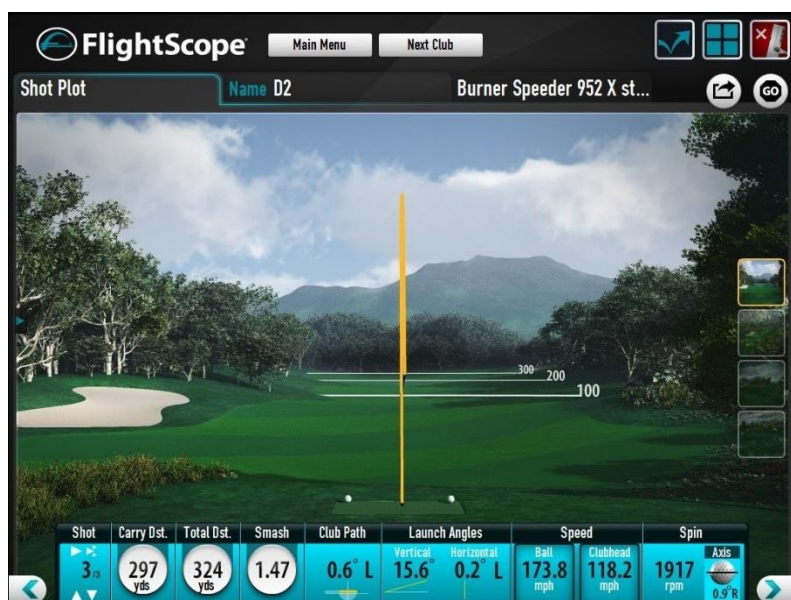 FlightScope
Main Menu
Next Club
Shot Plot
Name D2
Burner Speeder 952 X st...
GO
300
200
100
Shot Carry Dst. Total Dst. Smash Club Path Launch Angles Speed Spin
Vertical Horizontal Ball Clubhead Axis
3/3 297 yds 324 yds 1.47 0.6° L 15.6° 0.2° L 173.8 mph 118.2 mph 1917 rpm 0.9°R